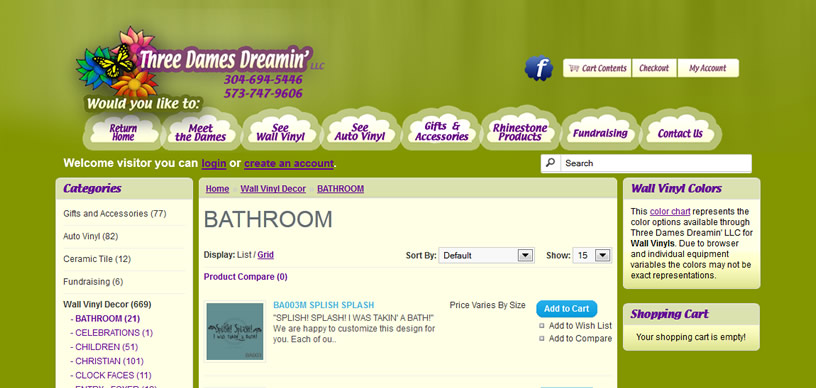 Three Dames Dreamin' LLC
304-694-5446
573-747-9606
Would you like to:
f
Cart Contents
Checkout
My Account
Return Home
Meet the Dames
See Wall Vinyl
See Auto Vinyl
Gifts & Accessories
Rhinestone Products
Fundraising
Contact Us
Welcome visitor you can login or create an account.
Search
Categories
Gifts and Accessories (77)
Auto Vinyl (82)
Ceramic Tile (12)
Fundraising (6)
Wall Vinyl Decor (669)
- BATHROOM (21)
- CELEBRATIONS (1)
- CHILDREN (51)
- CHRISTIAN (101)
- CLOCK FACES (11)
Home » Wall Vinyl Decor » BATHROOM
BATHROOM
Display: List / Grid
Sort By: Default
Show: 15
Product Compare (0)
BA003M SPLISH SPLASH
"SPLISH! SPLASH! I WAS TAKIN' A BATH!"
We are happy to customize this design for
you. Each of ou..
Price Varies By Size
Add to Cart
Add to Wish List
Add to Compare
Wall Vinyl Colors
This color chart represents the
color options available through
Three Dames Dreamin' LLC for
Wall Vinyls. Due to browser
and individual equipment
variables the colors may not be
exact representations.
Shopping Cart
Your shopping cart is empty!